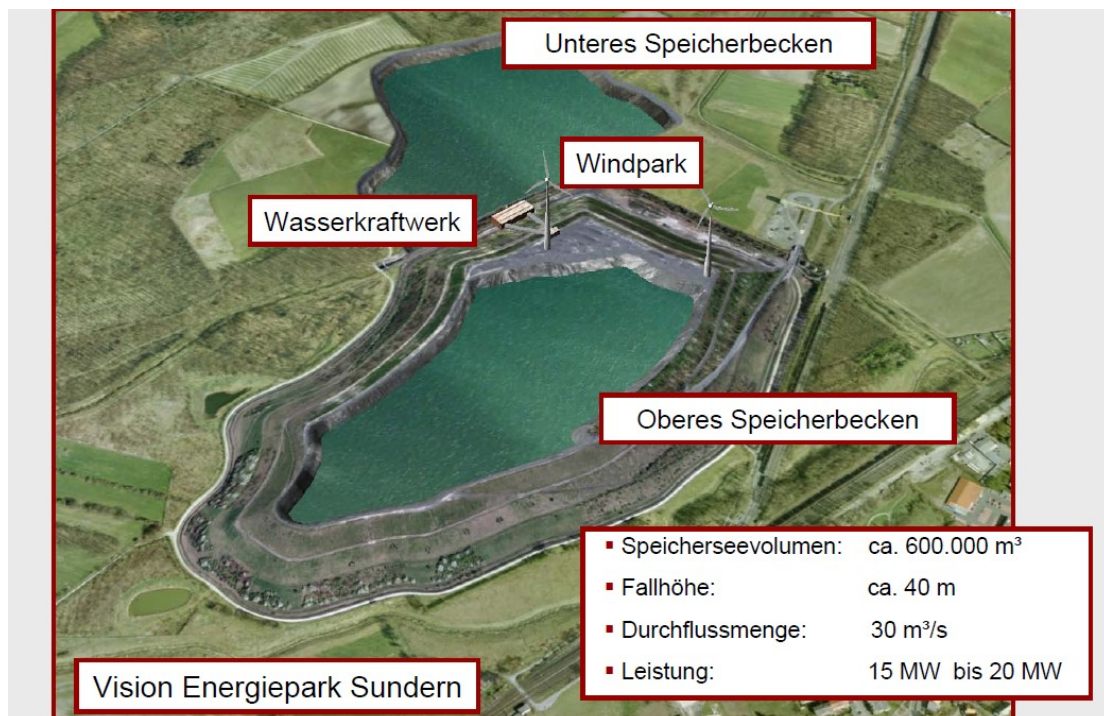 Unteres Speicherbecken
Windpark
Wasserkraftwerk
Oberes Speicherbecken
▪ Speicherseevolumen: ca. 600.000 m³
▪ Fallhöhe: ca. 40 m
▪ Durchflussmenge: 30 m³/s
▪ Leistung: 15 MW bis 20 MW
Vision Energiepark Sundern